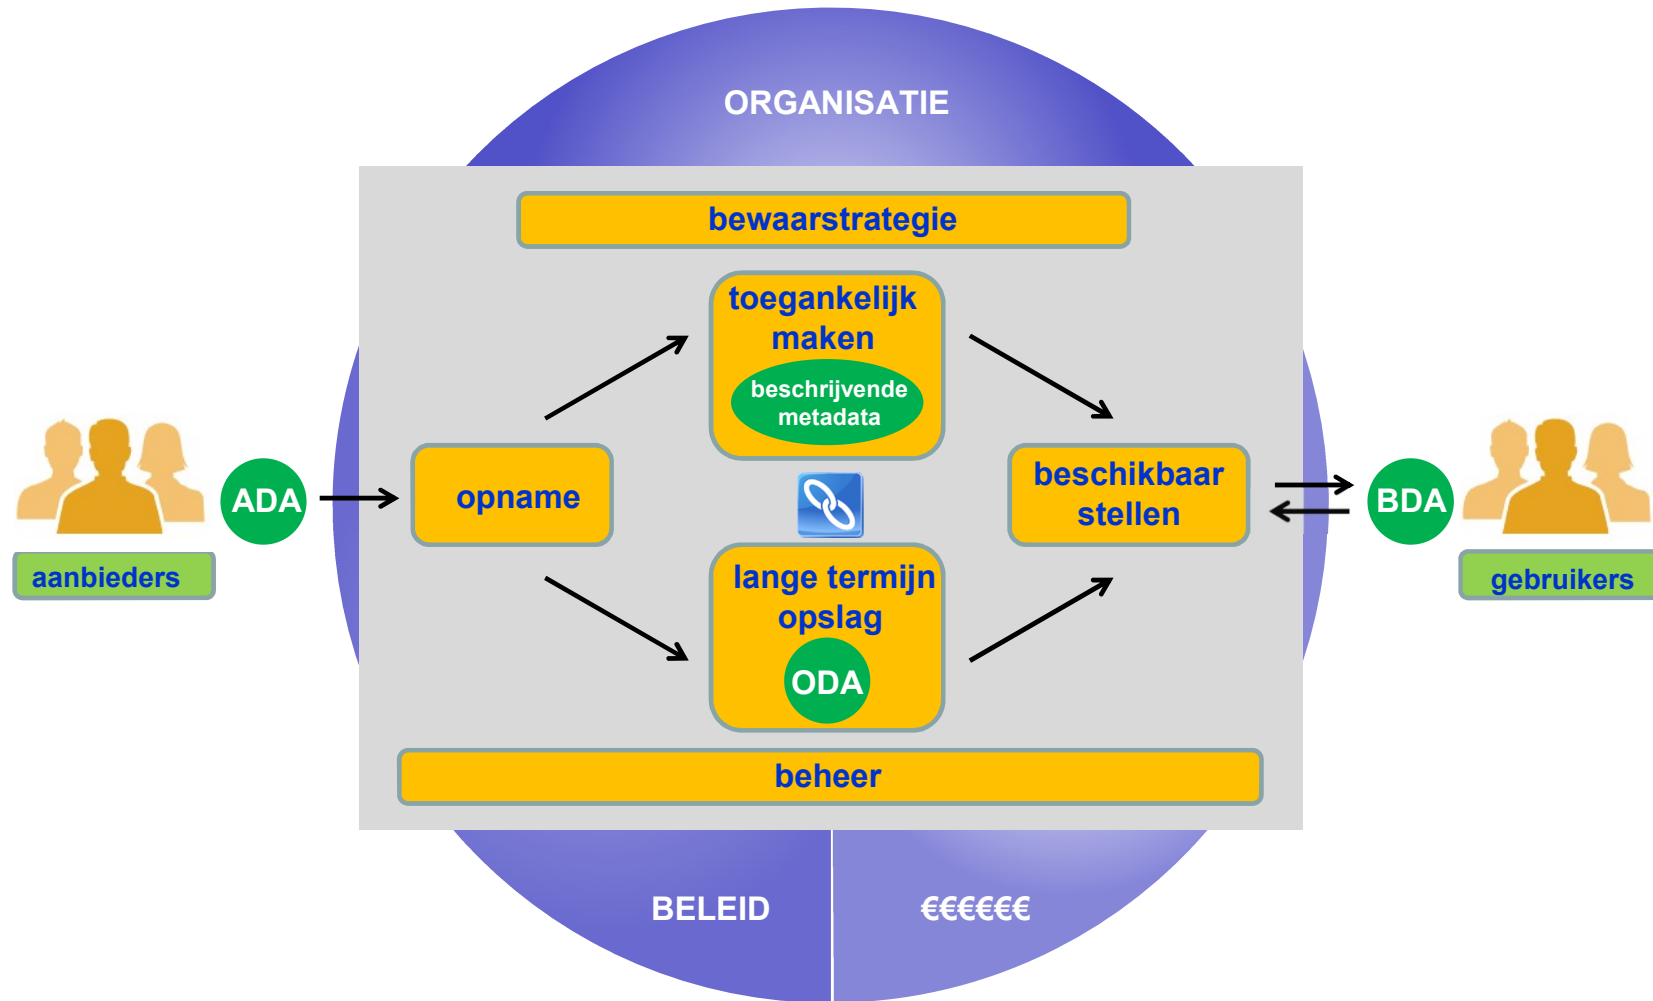 ORGANISATIE
bewaarstrategie
toegankelijk
maken
beschrijvende
metadata
ADA
opname
beschikbaar
stellen
BDA
aanbieders
lange termijn
opslag
ODA
gebruikers
beheer
BELEID
€€€€€€